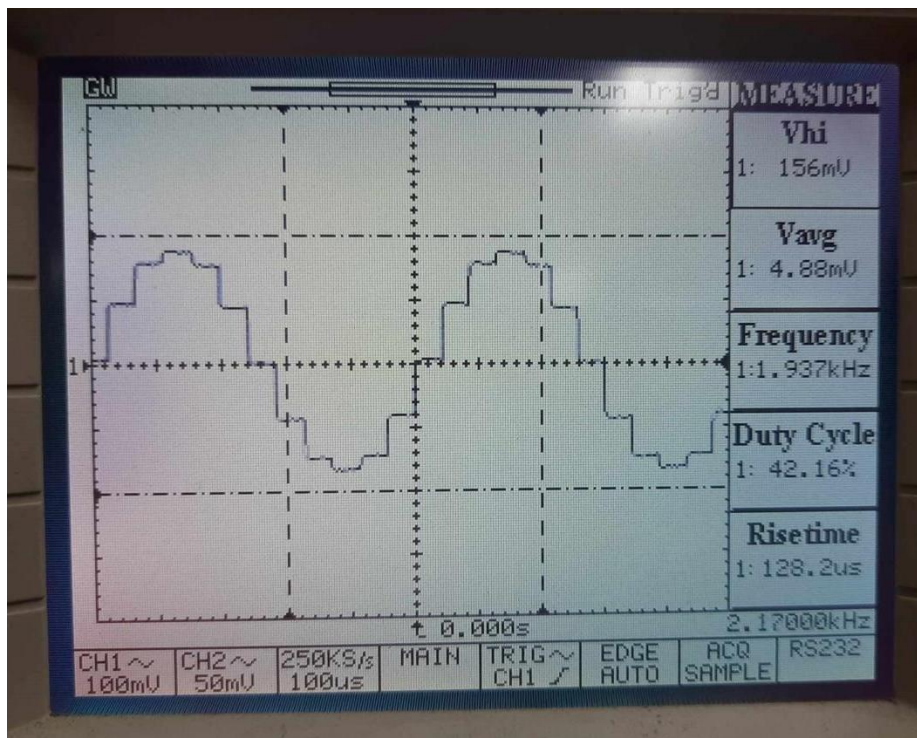 GW Run Trig'd MEASURE
Vhi
1: 156mV
Vavg
1: 4.88mV
Frequency
1:1.937kHz
Duty Cycle
1: 42.16%
Risetime
1:128.2us
1
t 0.000s 2.17000kHz
CH1~ CH2~ 250KS/s MAIN TRIG~ EDGE ACQ RS232
100mV 50mV 100us CH1 AUTO SAMPLE